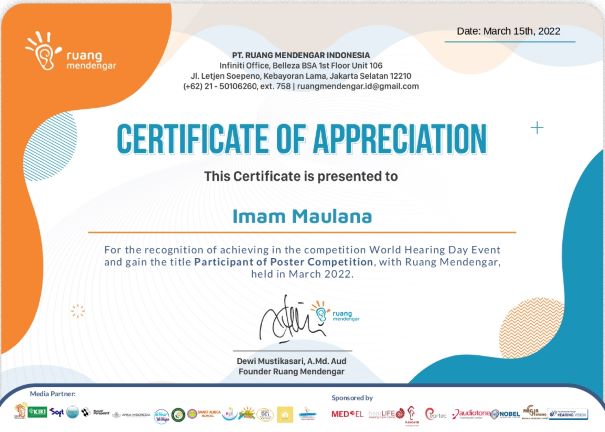 Date: March 15th, 2022
ruang
mendengar
PT. RUANG MENDENGAR INDONESIA
Infiniti Office, Belleza BSA 1st Floor Unit 106
Jl. Letjen Soepeno, Kebayoran Lama, Jakarta Selatan 12210
(+62) 21 - 50106260, ext. 758 | ruangmendengar.id@gmail.com
CERTIFICATE OF APPRECIATION
This Certificate is presented to
Imam Maulana
For the recognition of achieving in the competition World Hearing Day Event
and gain the title Participant of Poster Competition, with Ruang Mendengar,
held in March 2022.
ruang
mendengar
Dewi Mustikasari, A.Md. Aud
Founder Ruang Mendengar
Media Partner:
Sponsored by
MED-EL
audiotone
NOBEL
HEARING VISION